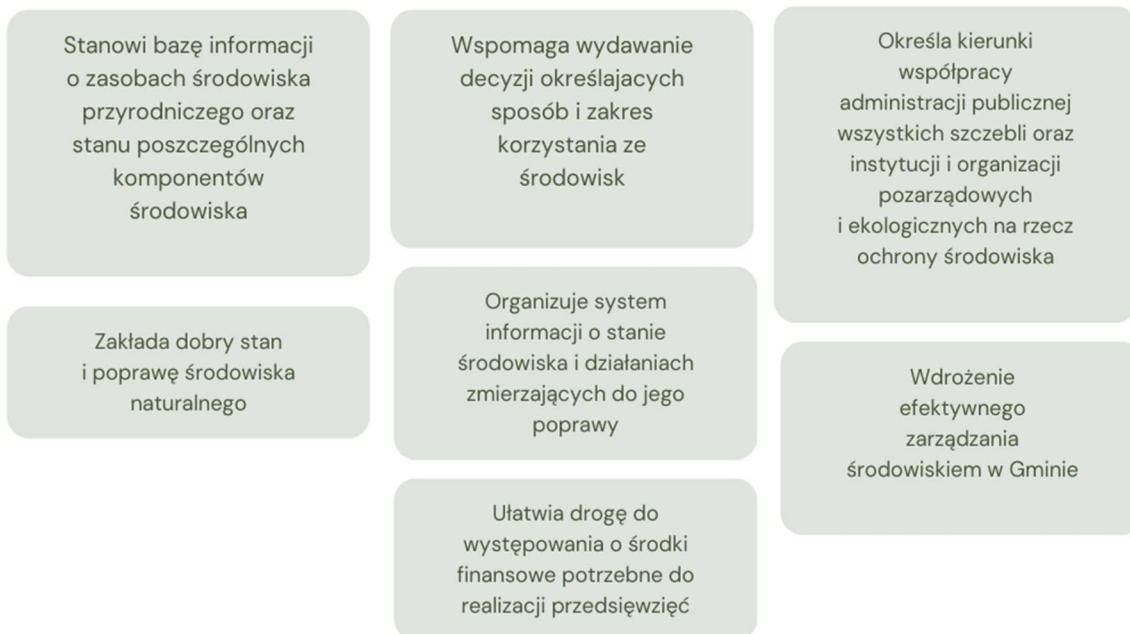 Stanowi bazę informacji
o zasobach środowiska
przyrodniczego oraz
stanu poszczególnych
komponentów
środowiska
Zakłada dobry stan
i poprawę środowiska
naturalnego
Wspomaga wydawanie
decyzji określajacych
sposób i zakres
korzystania ze
środowisk
Organizuje system
informacji o stanie
środowiska i działaniach
zmierzających do jego
poprawy
Ułatwia drogę do
występowania o środki
finansowe potrzebne do
realizacji przedsięwzięć
Określa kierunki
współpracy
administracji publicznej
wszystkich szczebli oraz
instytucji i organizacji
pozarządowych
i ekologicznych na rzecz
ochrony środowiska
Wdrożenie
efektywnego
zarządzania
środowiskiem w Gminie